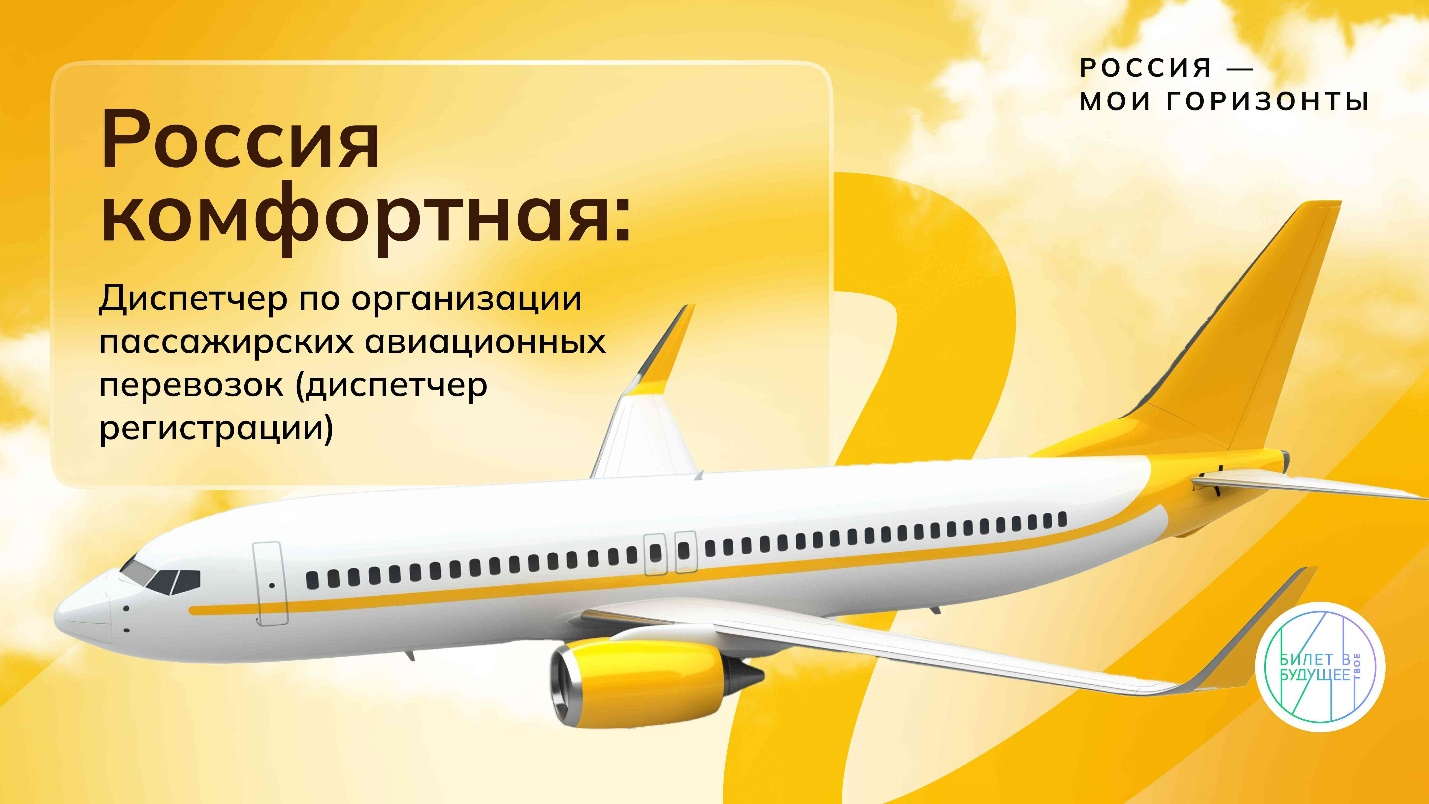 РОССИЯ —
МОИ ГОРИЗОНТЫ
Россия
комфортная:
Диспетчер по организации
пассажирских авиационных
перевозок (диспетчер
регистрации)
БИЛЕТ В
БУДУЩЕЕ
ТВОЕ